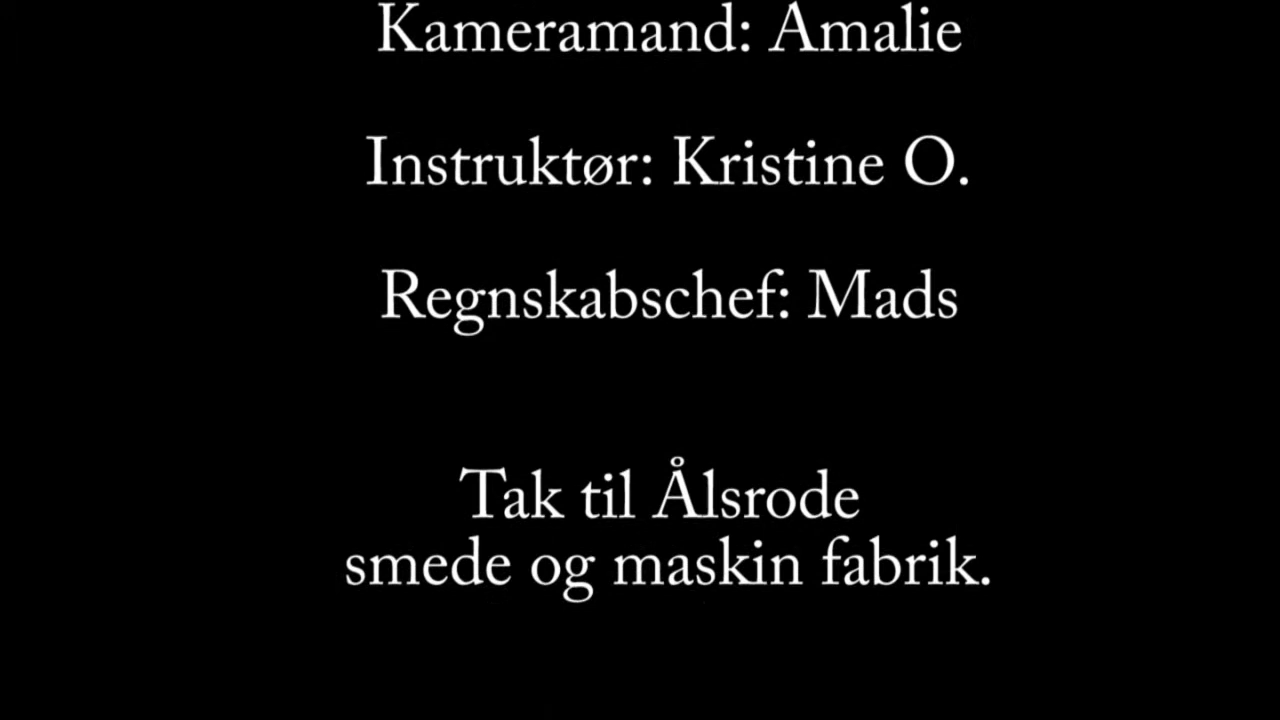 Kameramand: Amalie
Instruktør: Kristine O.
Regnskabschef: Mads
Tak til Ålsrode
smede og maskin fabrik.